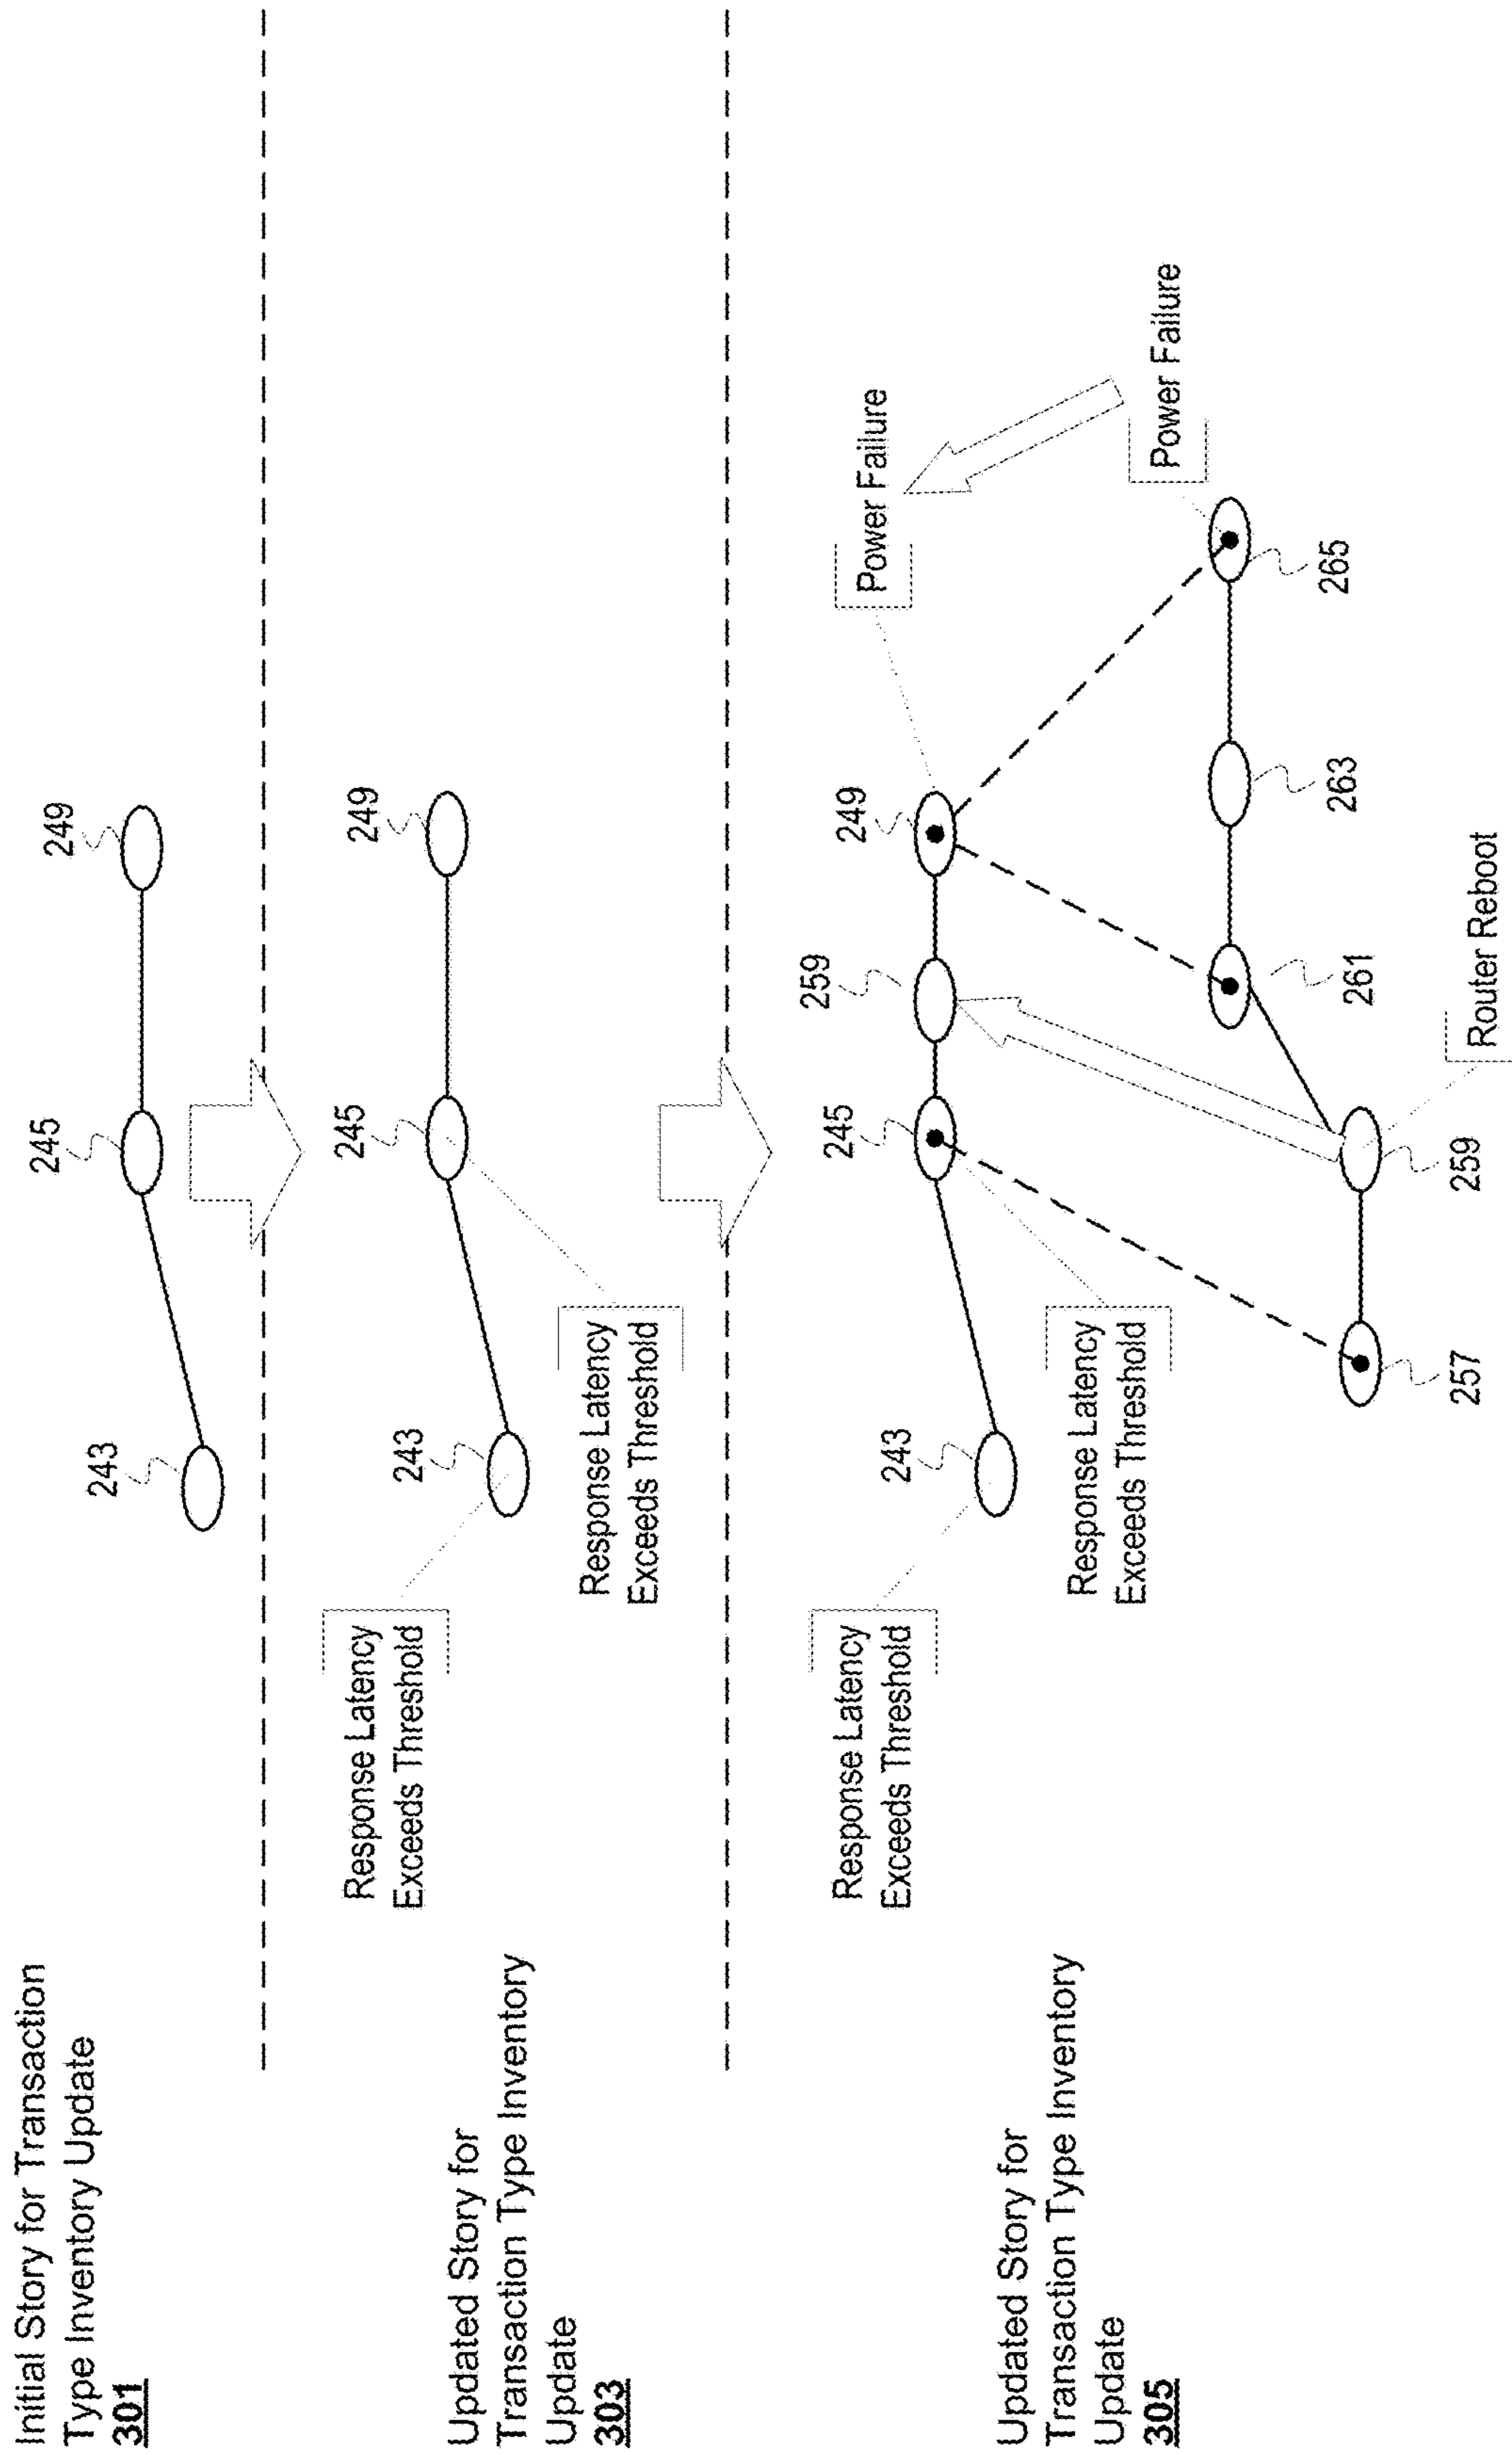 Initial Story for Transaction
Type Inventory Update
301
243
245
249
Updated Story for
Transaction Type Inventory
Update
303
Response Latency
Exceeds Threshold
243
245
249
Response Latency
Exceeds Threshold
Updated Story for
Transaction Type Inventory
Update
305
Response Latency
Exceeds Threshold
243
245
259
249
Power Failure
Response Latency
Exceeds Threshold
Power Failure
261
263
265
257
259
Router Reboot